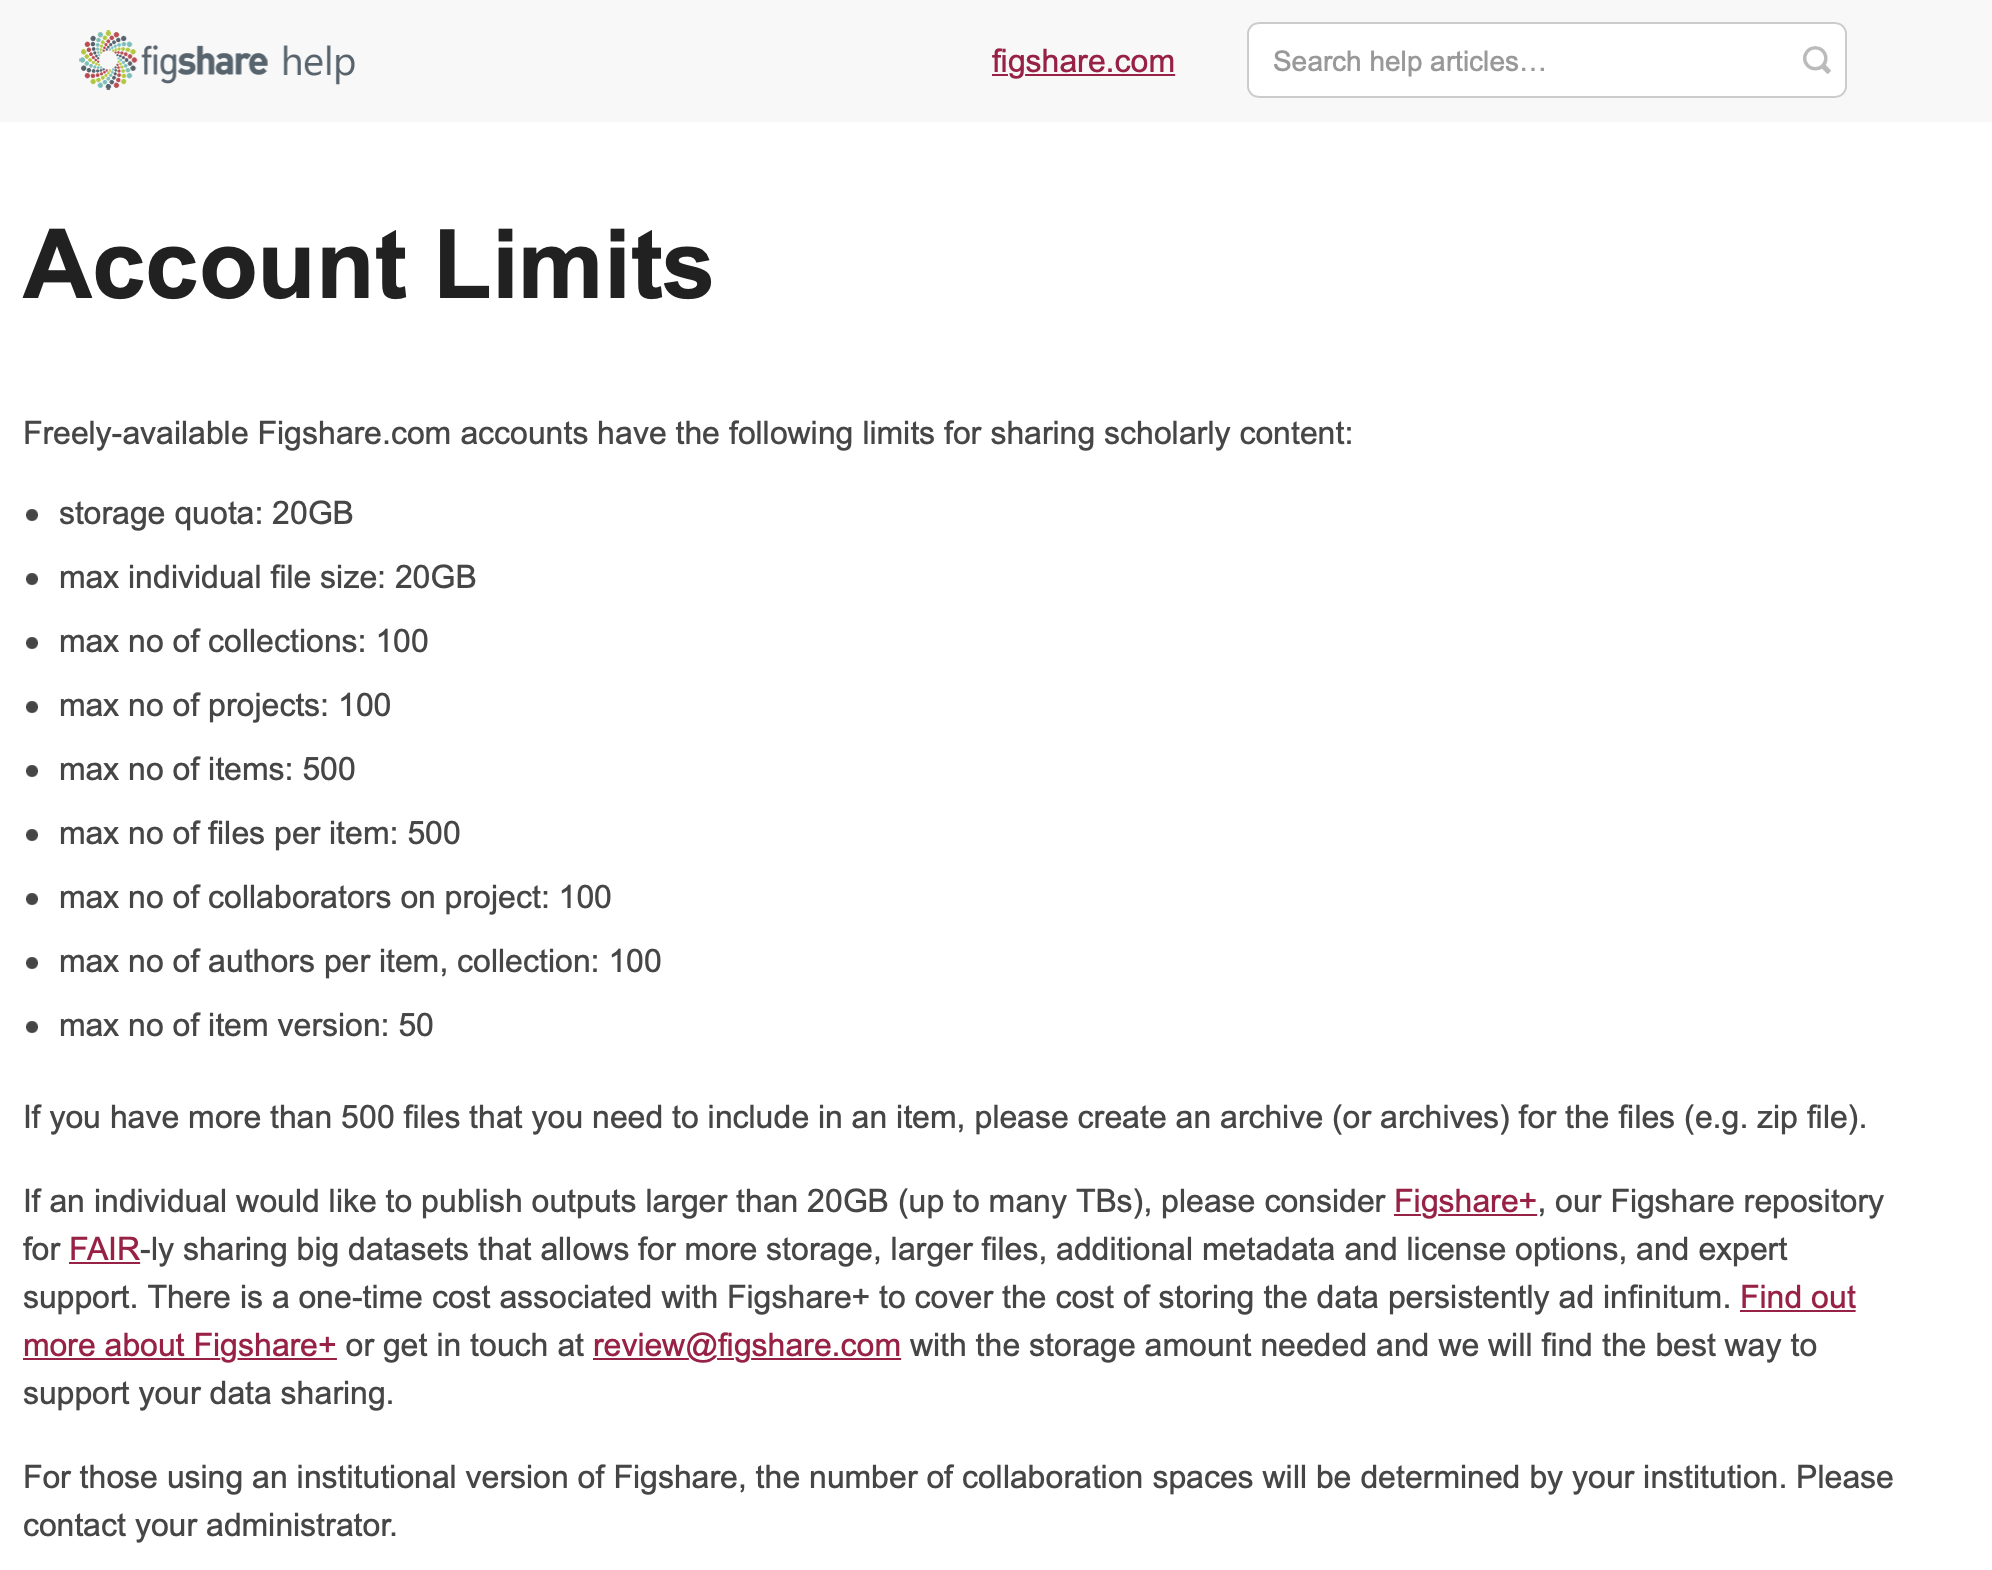 figshare help
figshare.com
Search help articles...
Account Limits
Freely-available Figshare.com accounts have the following limits for sharing scholarly content:
• storage quota: 20GB
• max individual file size: 20GB
• max no of collections: 100
• max no of projects: 100
• max no of items: 500
• max no of files per item: 500
• max no of collaborators on project: 100
• max no of authors per item, collection: 100
• max no of item version: 50
If you have more than 500 files that you need to include in an item, please create an archive (or archives) for the files (e.g. zip file).
If an individual would like to publish outputs larger than 20GB (up to many TBs), please consider Figshare+, our Figshare repository
for FAIR-ly sharing big datasets that allows for more storage, larger files, additional metadata and license options, and expert
support. There is a one-time cost associated with Figshare+ to cover the cost of storing the data persistently ad infinitum. Find out
more about Figshare+ or get in touch at review@figshare.com with the storage amount needed and we will find the best way to
support your data sharing.
For those using an institutional version of Figshare, the number of collaboration spaces will be determined by your institution. Please
contact your administrator.